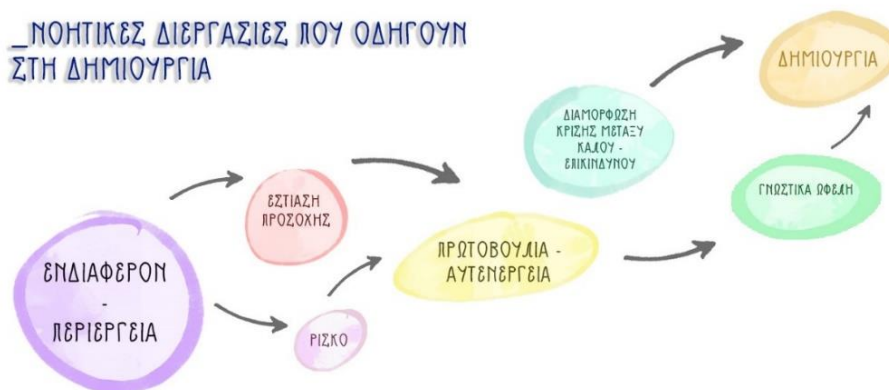 _ΝΟΗΤΙΚΕΣ ΔΙΕΡΓΑΣΙΕΣ ΠΟΥ ΟΔΗΓΟΥΝ
ΣΤΗ ΔΗΜΙΟΥΡΓΙΑ
ΕΝΔΙΑΦΕΡΟΝ
-
ΠΕΡΙΕΡΓΕΙΑ
ΕΣΤΙΑΣΗ
ΠΡΟΣΟΧΗΣ
ΡΙΣΚΟ
ΠΡΩΤΟΒΟΥΛΙΑ -
ΑΥΤΕΝΕΡΓΕΙΑ
ΔΙΑΜΟΡΦΩΣΗ
ΚΡΙΣΗΣ ΜΕΤΑΞΥ
ΚΑΛΟΥ -
ΕΠΙΚΙΝΔΥΝΟΥ
ΓΝΩΣΤΙΚΑ ΩΦΕΛΗ
ΔΗΜΙΟΥΡΓΙΑ